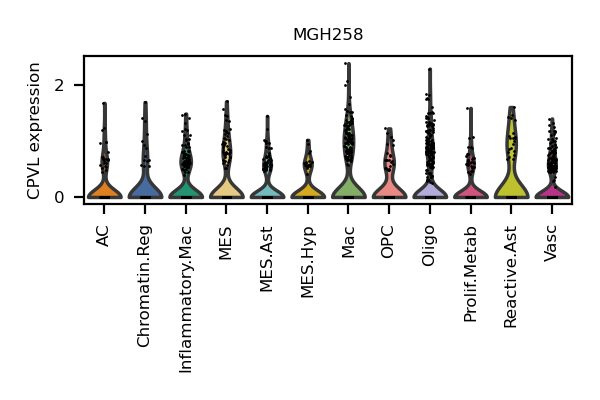 MGH258
CPVL expression
2
0
AC
Chromatin.Reg
Inflammatory.Mac
MES
MES.Ast
MES.Hyp
Mac
OPC
Oligo
Prolif.Metab
Reactive.Ast
Vasc